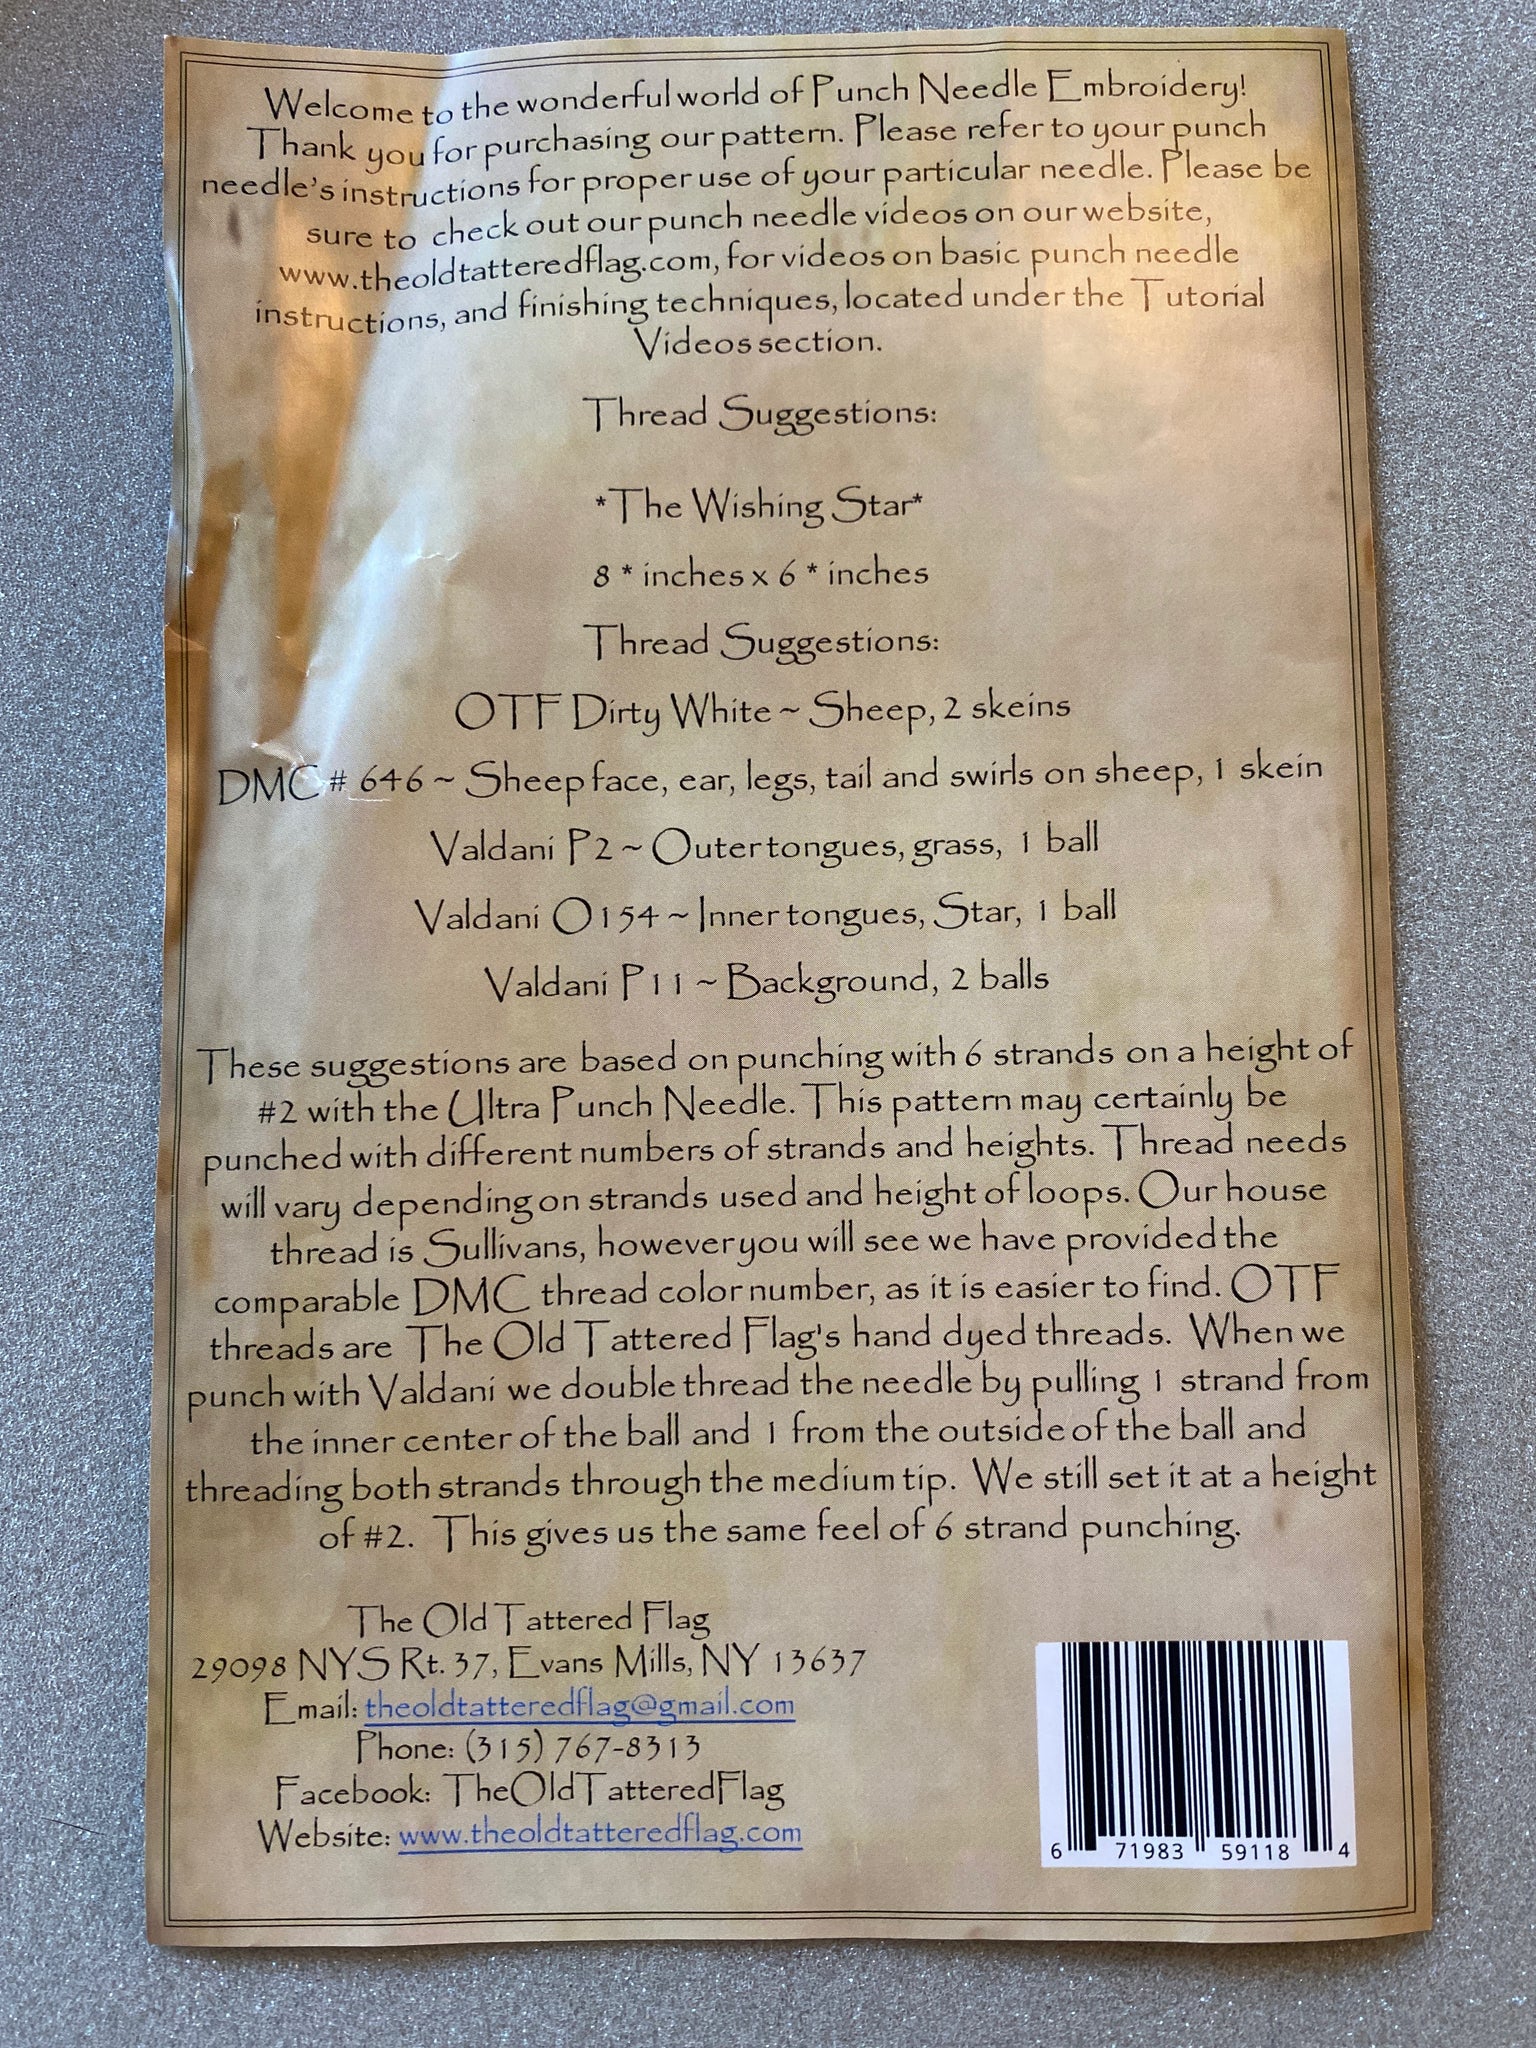 Welcome to the wonderful world of Punch Needle Embroidery!
Thank you for purchasing our pattern. Please refer to your punch
needle's instructions for proper use of your particular needle. Please be
sure to check out our punch needle videos on our website,
www.theoldtatteredflag.com, for videos on basic punch needle
instructions, and finishing techniques, located under the Tutorial
Videos section.
Thread Suggestions:
*The Wishing Star*
8 * inches x 6 * inches
Thread Suggestions:
OTF Dirty White ~ Sheep, 2 skeins
DMC # 646 ~ Sheep face, ear, legs, tail and swirls on sheep, 1 skein
Valdani P2 ~ Outer tongues, grass, 1 ball
Valdani O154 ~ Inner tongues, Star, 1 ball
Valdani P11 ~ Background, 2 balls
These suggestions are based on punching with 6 strands on a height of
#2 with the Ultra Punch Needle. This pattern may certainly be
punched with different numbers of strands and heights. Thread needs
will vary depending on strands used and height of loops. Our house
thread is Sullivans, however you will see we have provided the
comparable DMC thread color number, as it is easier to find. OTF
threads are The Old Tattered Flag's hand dyed threads. When we
punch with Valdani we double thread the needle by pulling 1 strand from
the inner center of the ball and 1 from the outside of the ball and
threading both strands through the medium tip. We still set it at a height
of #2. This gives us the same feel of 6 strand punching.
The Old Tattered Flag
29098 NYS Rt. 37, Evans Mills, NY 13637
Email: theoldtatteredflag@gmail.com
Phone: (315) 767-8313
Facebook: TheOldTatteredFlag
Website: www.theoldtatteredflag.com
6 71983 59118 4